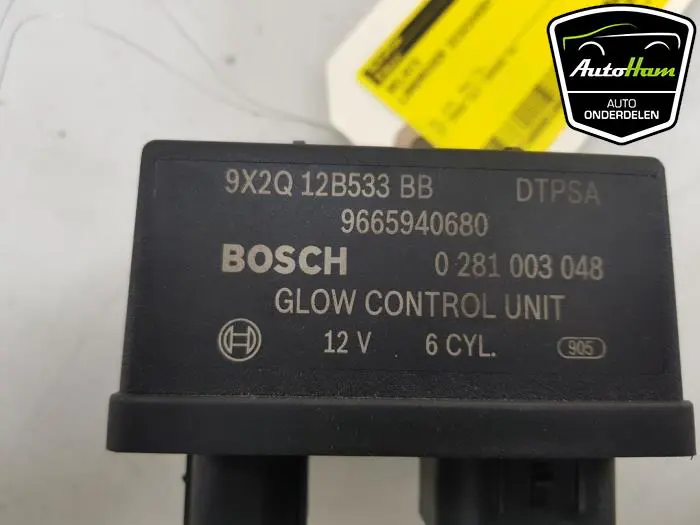 AutoHam
AUTO
ONDERDELEN
9X2Q 12B533 BB DTPSA
9665940680
BOSCH 0 281 003 048
GLOW CONTROL UNIT
12 V 6 CYL. 905